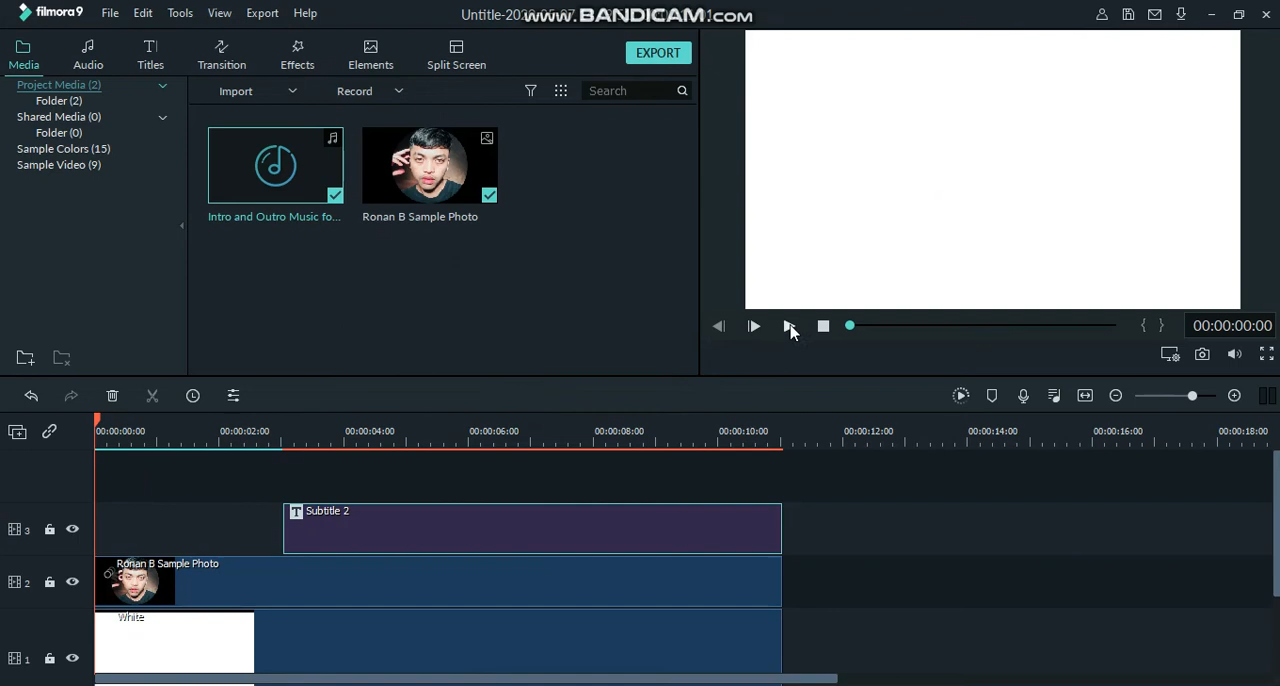 filmora9 File Edit Tools View Export Help
www.BANDICAM.com
Media Audio Titles Transition Effects Elements Split Screen
EXPORT
Project Media (2)
Folder (2)
Shared Media (0)
Folder (0)
Sample Colors (15)
Sample Video (9)
Import Record Search
Intro and Outro Music fo...
Ronan B Sample Photo
{ } 00:00:00:00
00:00:00:00 00:00:02:00 00:00:04:00 00:00:06:00 00:00:08:00 00:00:10:00 00:00:12:00 00:00:14:00 00:00:16:00 00:00:18:00
3 T Subtitle 2
2 Ronan B Sample Photo
1 White